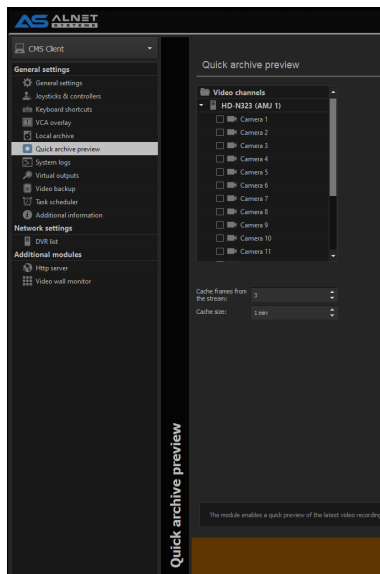 ALNET
SYSTEMS
CMS Client
General settings
General settings
Joysticks & controllers
Keyboard shortcuts
VCA overlay
Local archive
Quick archive preview
System logs
Virtual outputs
Video backup
Task scheduler
Additional information
Network settings
DVR list
Additional modules
Http server
Video wall monitor
Quick archive preview
Quick archive preview
Video channels
HD-N323 (AMJ 1)
Camera 1
Camera 2
Camera 3
Camera 4
Camera 5
Camera 6
Camera 7
Camera 8
Camera 9
Camera 10
Camera 11
Cache frames from
the stream:
3
Cache size:
1 min
The module enables a quick preview of the latest video recording